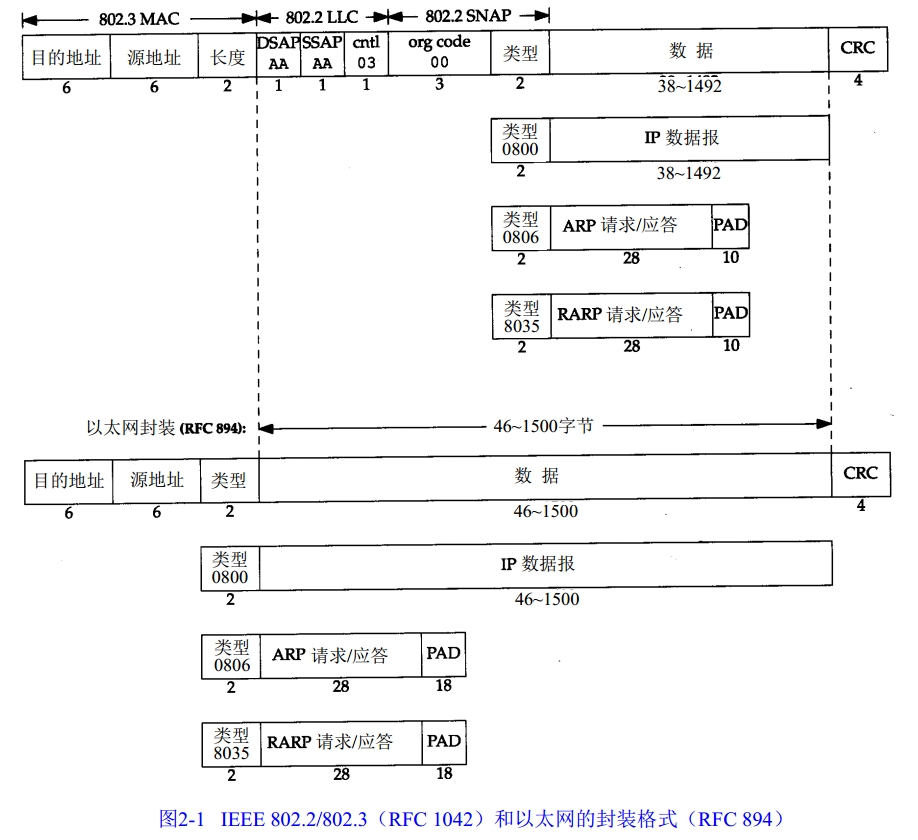 802.3 MAC 802.2 LLC 802.2 SNAP
目的地址 源地址 长度 DSAP AA SSAP AA cntl 03 org code 00 类型 数 据 CRC
6 6 2 1 1 1 3 2 38~1492 4
类型 0800 IP 数据报
2 38~1492
类型 0806 ARP 请求/应答 PAD
2 28 10
类型 8035 RARP 请求/应答 PAD
2 28 10
以太网封装 (RFC 894): 46~1500字节
目的地址 源地址 类型 数 据 CRC
6 6 2 46~1500 4
类型 0800 IP 数据报
2 46~1500
类型 0806 ARP 请求/应答 PAD
2 28 18
类型 8035 RARP 请求/应答 PAD
2 28 18
图2-1 IEEE 802.2/802.3（RFC 1042）和以太网的封装格式（RFC 894）